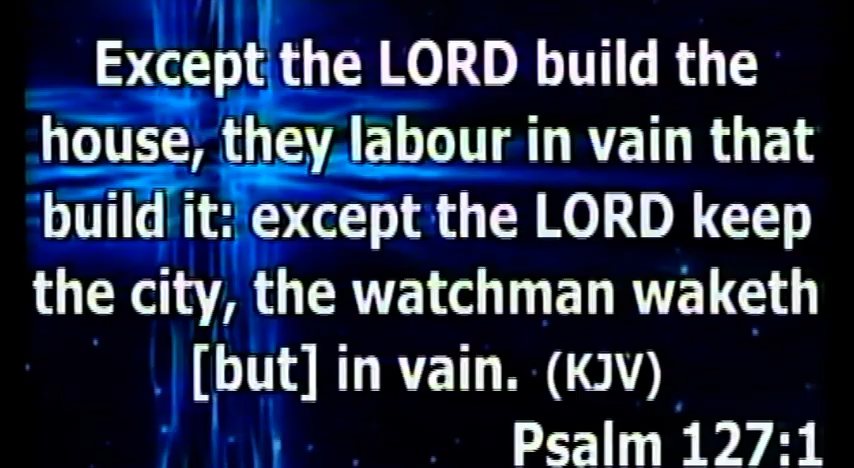 Except the LORD build the
house, they labour in vain that
build it: except the LORD keep
the city, the watchman waketh
[but] in vain. (KJV)
Psalm 127:1